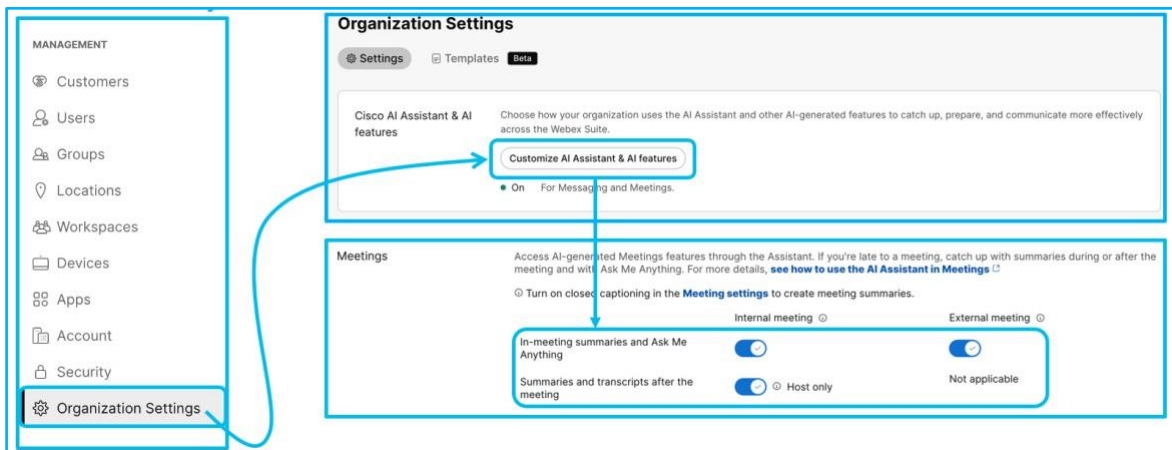 MANAGEMENT
Customers
Users
Groups
Locations
Workspaces
Devices
Apps
Account
Security
Organization Settings
Organization Settings
Settings
Templates
Beta
Cisco AI Assistant & AI
features
Choose how your organization uses the AI Assistant and other AI-generated features to catch up, prepare, and communicate more effectively
across the Webex Suite.
Customize AI Assistant & AI features
On For Messaging and Meetings.
Meetings
Access AI-generated Meetings features through the Assistant. If you're late to a meeting, catch up with summaries during or after the
meeting and with Ask Me Anything. For more details, see how to use the AI Assistant in Meetings
Turn on closed captioning in the Meeting settings to create meeting summaries.
Internal meeting
External meeting
In-meeting summaries and Ask Me
Anything
Summaries and transcripts after the
meeting
Host only
Not applicable